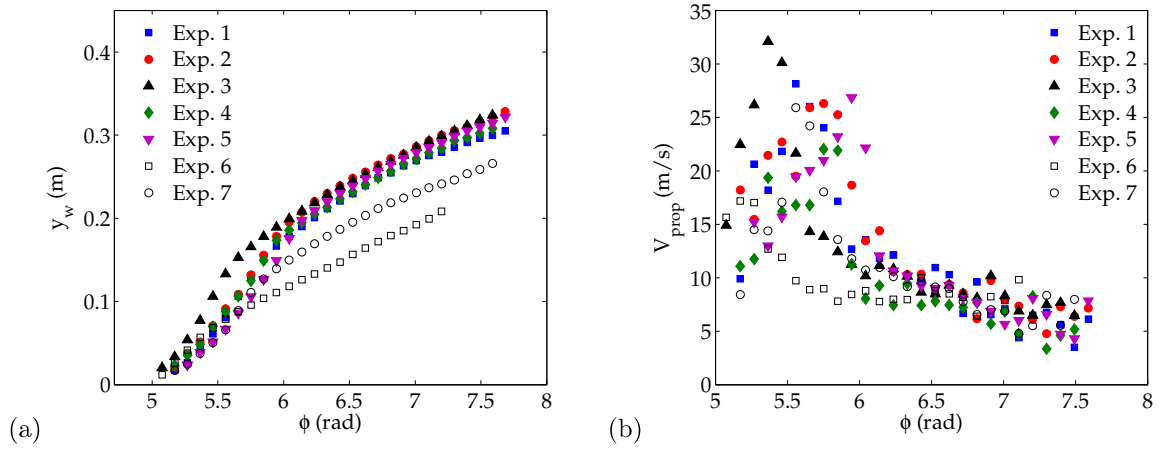 0.4
0.3
0.2
0.1
0
y_w (m)
5
5.5
6
6.5
7
7.5
8
ϕ (rad)
Exp. 1
Exp. 2
Exp. 3
Exp. 4
Exp. 5
Exp. 6
Exp. 7
(a)
35
30
25
20
15
10
5
0
V_prop (m/s)
5
5.5
6
6.5
7
7.5
8
ϕ (rad)
Exp. 1
Exp. 2
Exp. 3
Exp. 4
Exp. 5
Exp. 6
Exp. 7
(b)